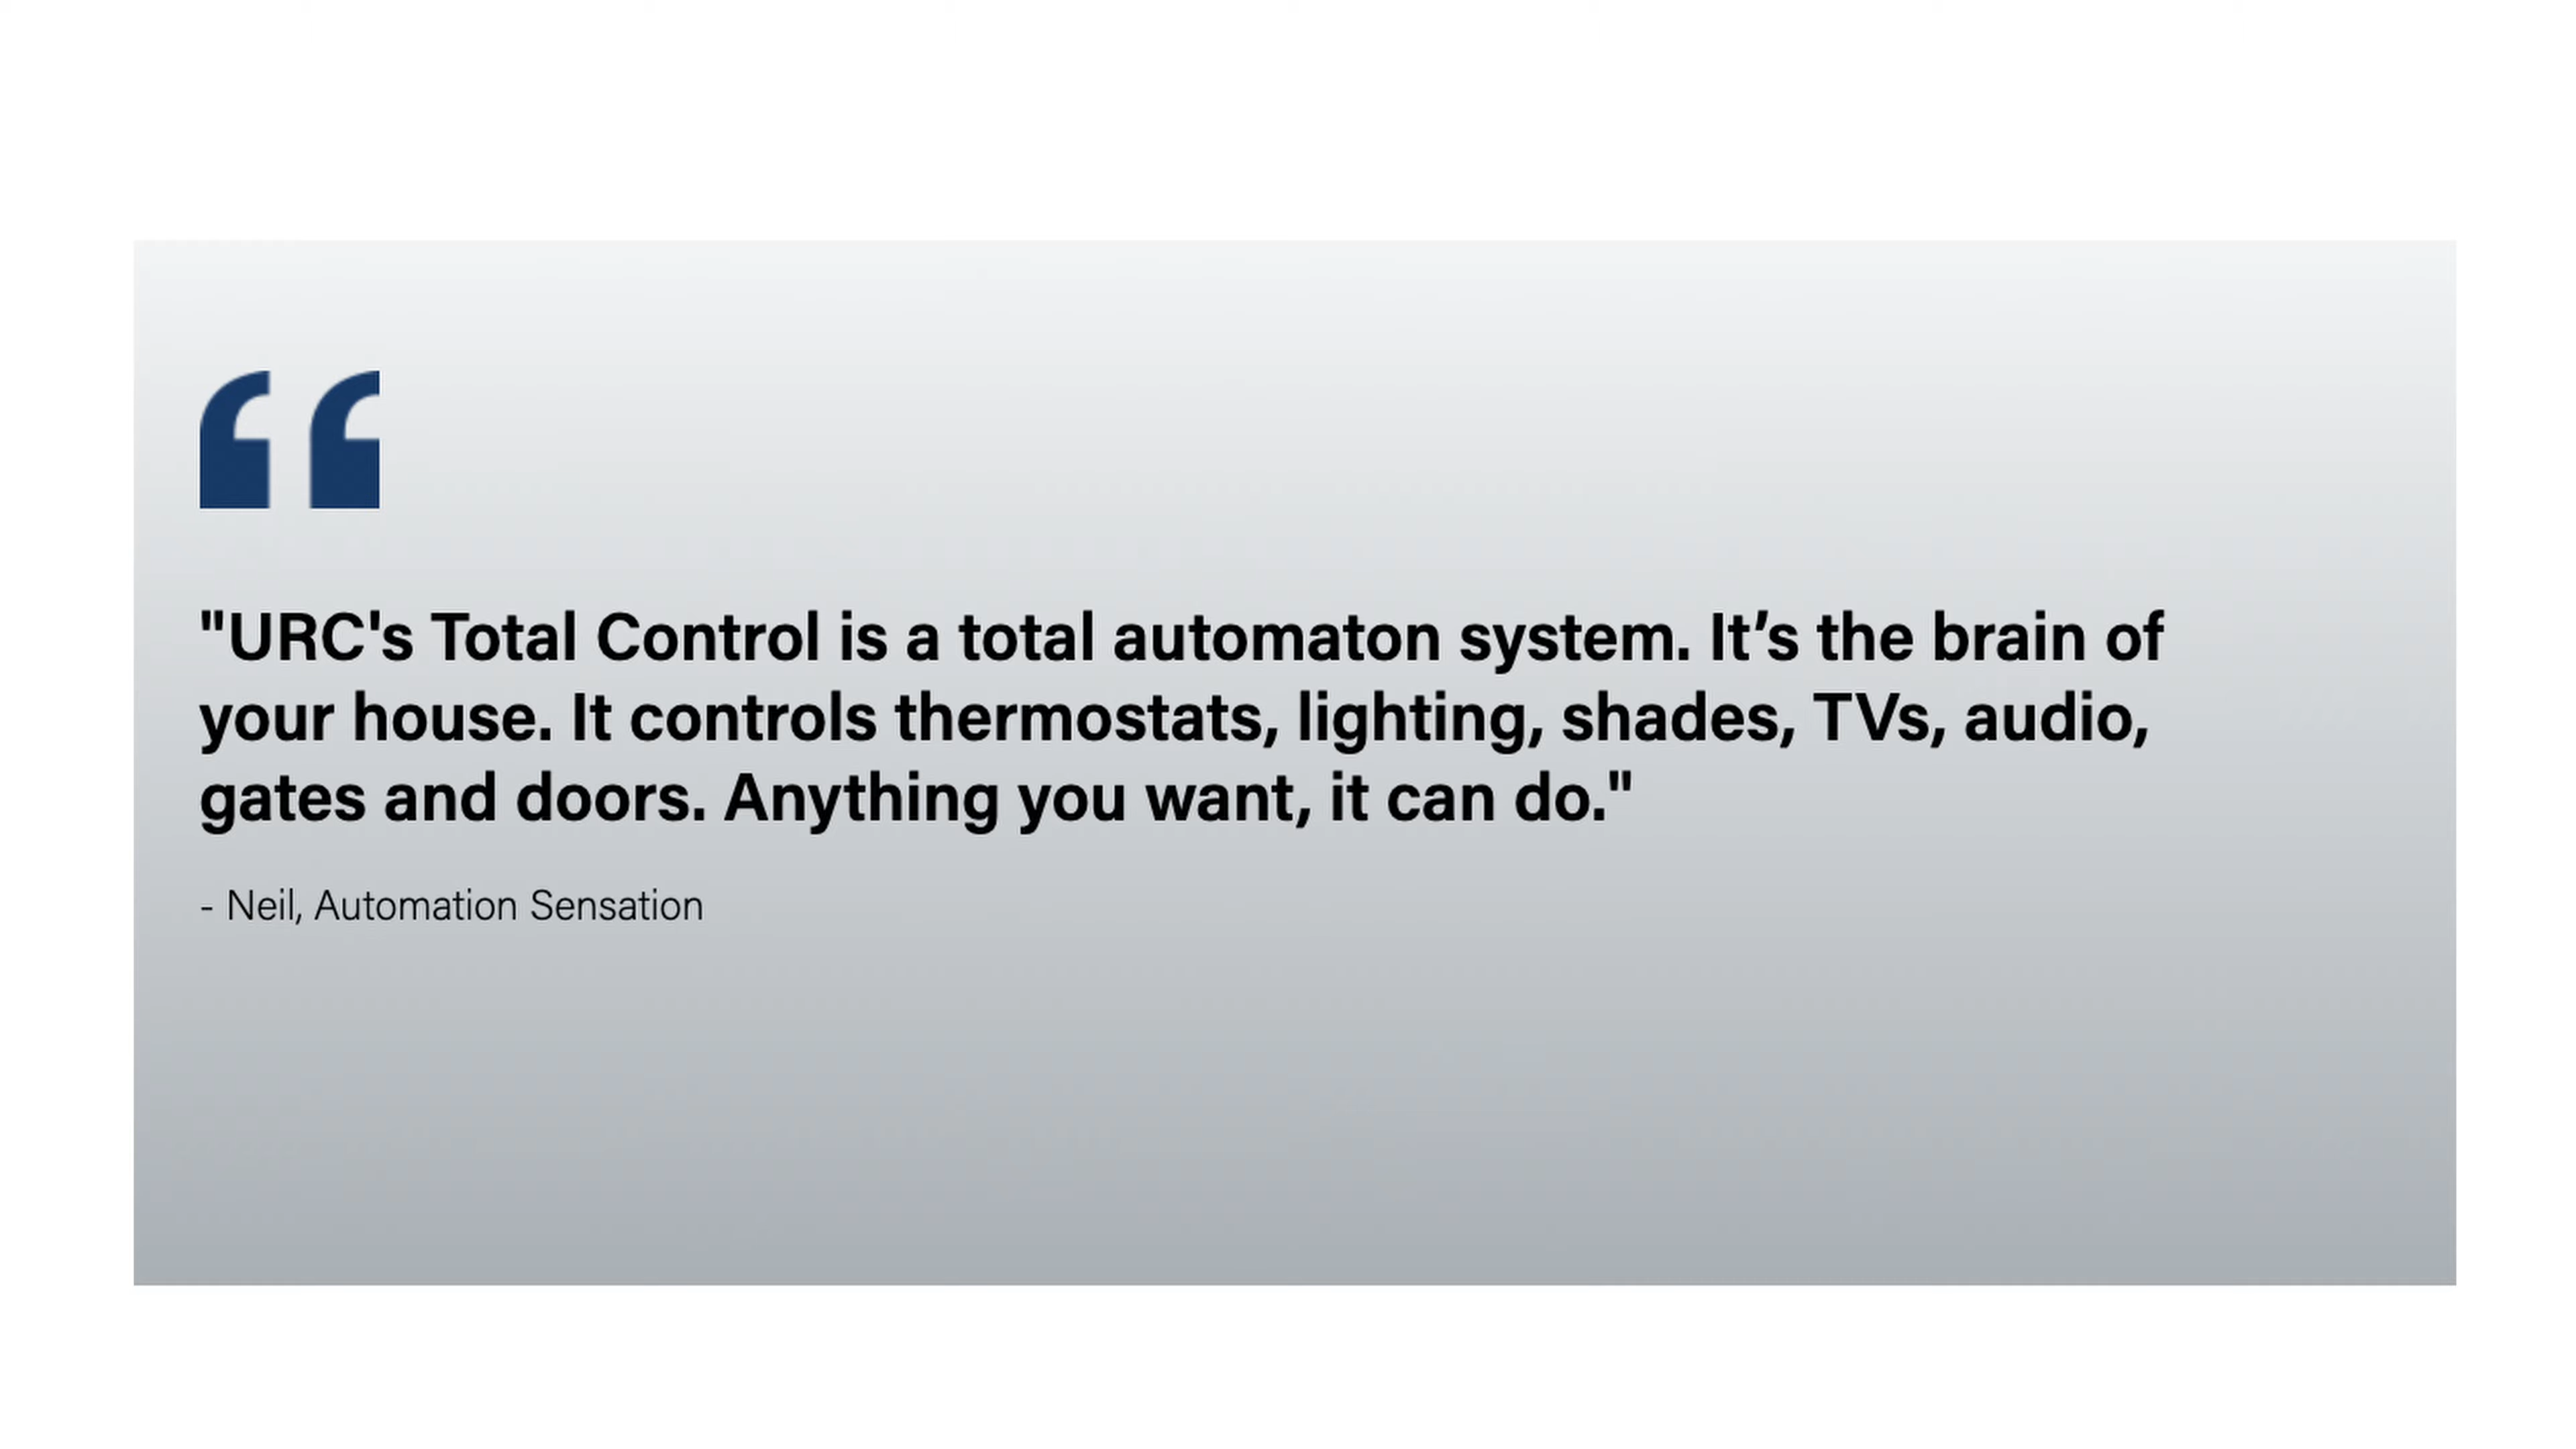 "URC's Total Control is a total automaton system. It’s the brain of
your house. It controls thermostats, lighting, shades, TVs, audio,
gates and doors. Anything you want, it can do."
- Neil, Automation Sensation